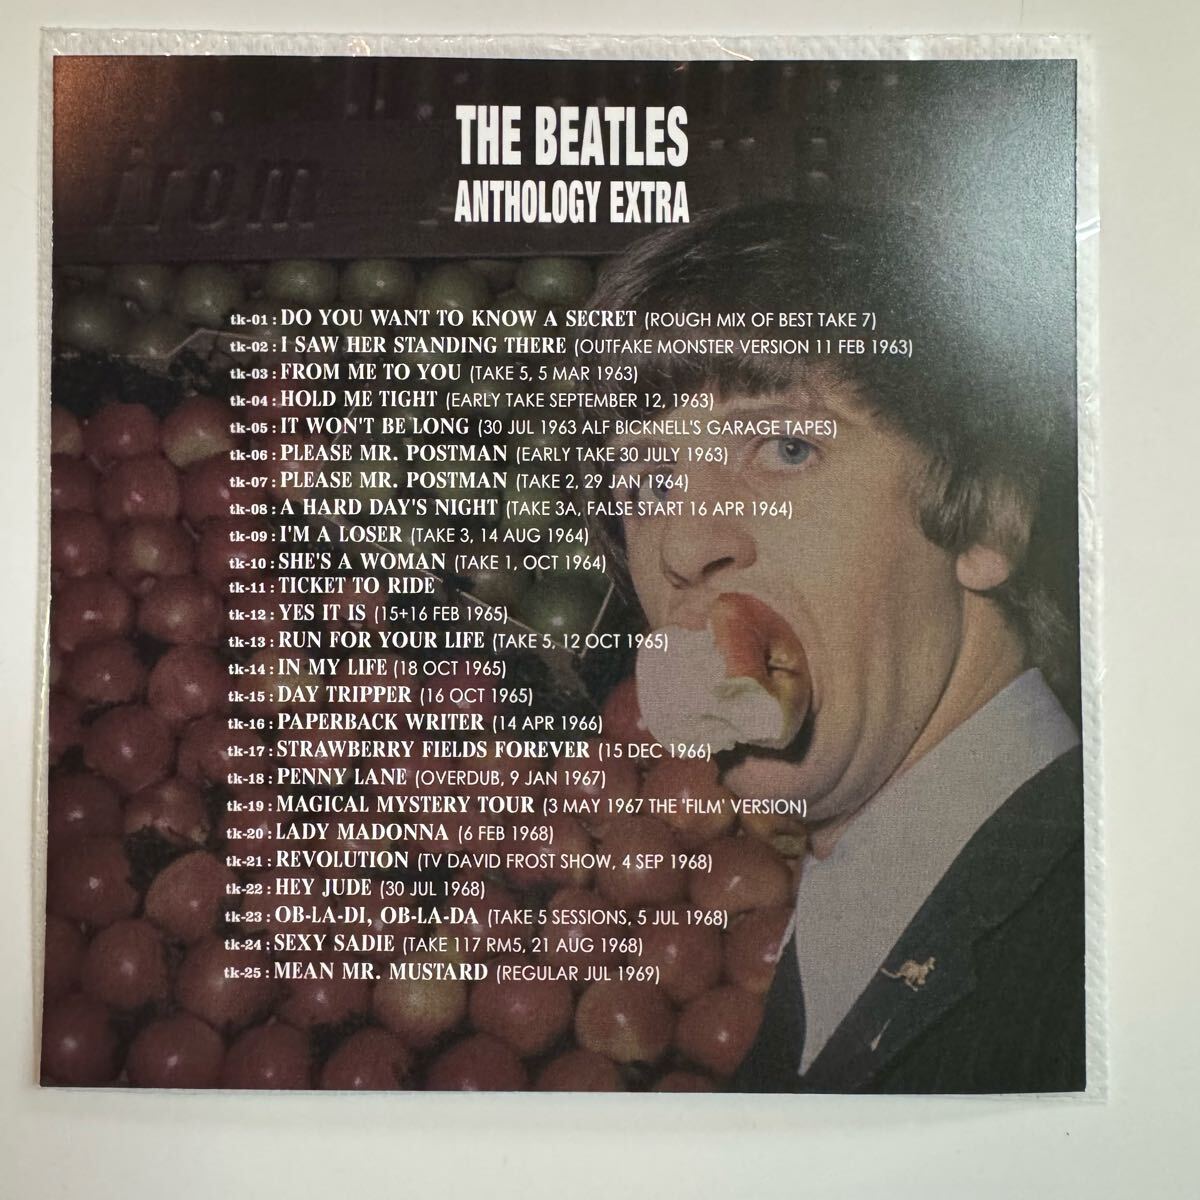 THE BEATLES
ANTHOLOGY EXTRA
from
tk-01 : DO YOU WANT TO KNOW A SECRET (ROUGH MIX OF BEST TAKE 7)
tk-02 : I SAW HER STANDING THERE (OUTFAKE MONSTER VERSION 11 FEB 1963)
tk-03 : FROM ME TO YOU (TAKE 5, 5 MAR 1963)
tk-04 : HOLD ME TIGHT (EARLY TAKE SEPTEMBER 12, 1963)
tk-05 : IT WON'T BE LONG (30 JUL 1963 ALF BICKNELL'S GARAGE TAPES)
tk-06 : PLEASE MR. POSTMAN (EARLY TAKE 30 JULY 1963)
tk-07 : PLEASE MR. POSTMAN (TAKE 2, 29 JAN 1964)
tk-08 : A HARD DAY'S NIGHT (TAKE 3A, FALSE START 16 APR 1964)
tk-09 : I'M A LOSER (TAKE 3, 14 AUG 1964)
tk-10 : SHE'S A WOMAN (TAKE 1, OCT 1964)
tk-11 : TICKET TO RIDE
tk-12 : YES IT IS (15+16 FEB 1965)
tk-13 : RUN FOR YOUR LIFE (TAKE 5, 12 OCT 1965)
tk-14 : IN MY LIFE (18 OCT 1965)
tk-15 : DAY TRIPPER (16 OCT 1965)
tk-16 : PAPERBACK WRITER (14 APR 1966)
tk-17 : STRAWBERRY FIELDS FOREVER (15 DEC 1966)
tk-18 : PENNY LANE (OVERDUB, 9 JAN 1967)
tk-19 : MAGICAL MYSTERY TOUR (3 MAY 1967 THE 'FILM' VERSION)
tk-20 : LADY MADONNA (6 FEB 1968)
tk-21 : REVOLUTION (TV DAVID FROST SHOW, 4 SEP 1968)
tk-22 : HEY JUDE (30 JUL 1968)
tk-23 : OB-LA-DI, OB-LA-DA (TAKE 5 SESSIONS, 5 JUL 1968)
tk-24 : SEXY SADIE (TAKE 117 RM5, 21 AUG 1968)
tk-25 : MEAN MR. MUSTARD (REGULAR JUL 1969)